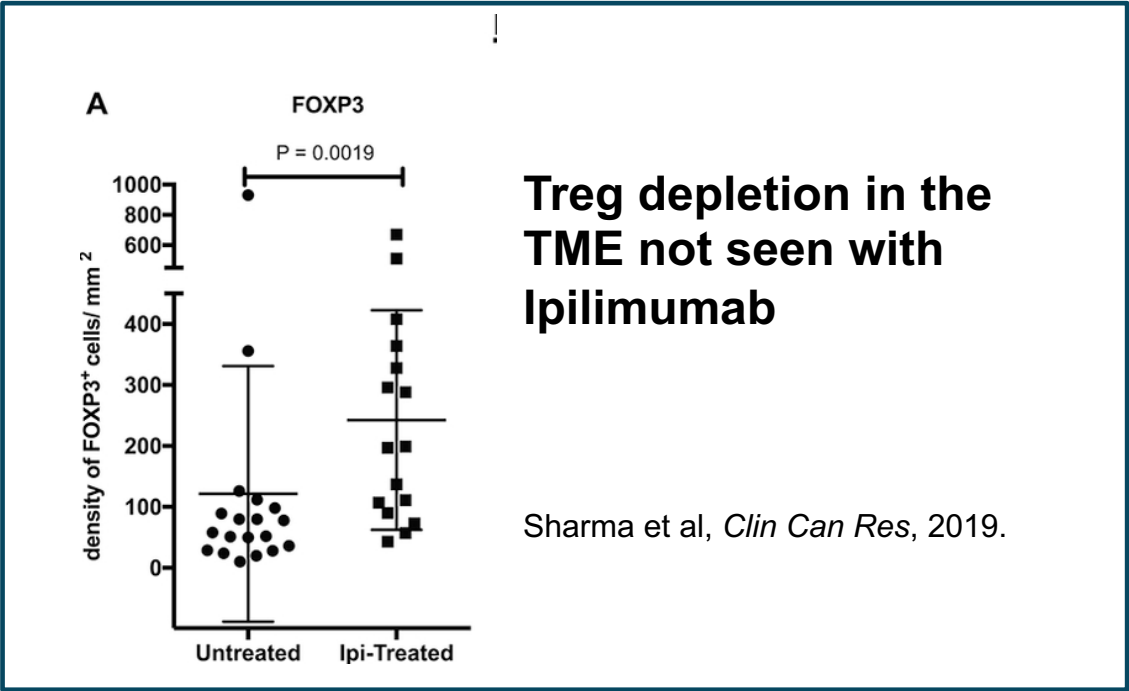 A
FOXP3
P = 0.0019
1000
800
600
400
300
200
100
0
density of FOXP3⁺ cells/ mm²
Untreated
Ipi-Treated
Treg depletion in the
TME not seen with
Ipilimumab
Sharma et al, Clin Can Res, 2019.